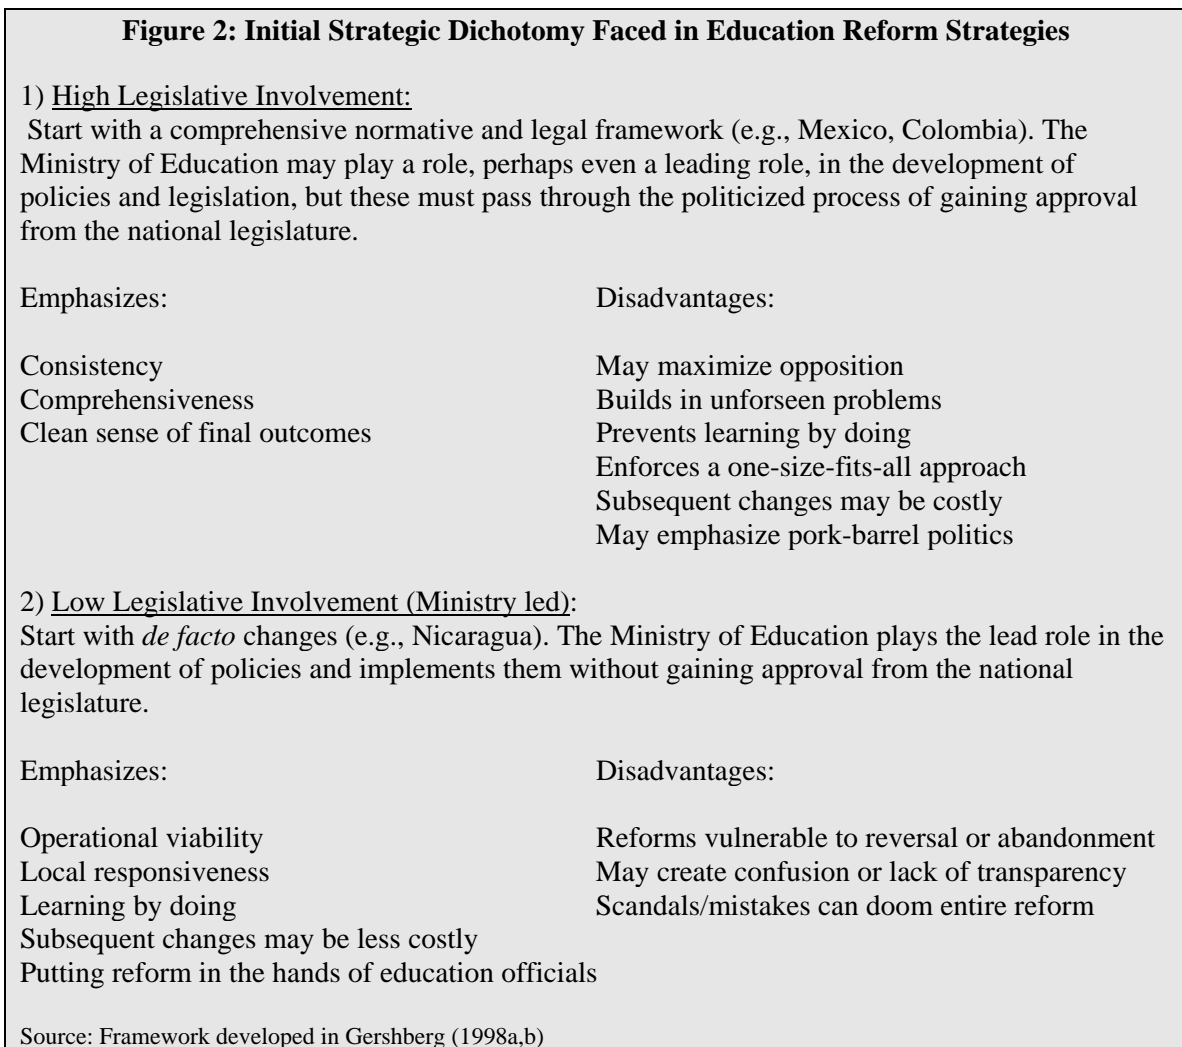 Figure 2: Initial Strategic Dichotomy Faced in Education Reform Strategies
1) High Legislative Involvement:
Start with a comprehensive normative and legal framework (e.g., Mexico, Colombia). The
Ministry of Education may play a role, perhaps even a leading role, in the development of
policies and legislation, but these must pass through the politicized process of gaining approval
from the national legislature.
Emphasizes: Disadvantages:
Consistency May maximize opposition
Comprehensiveness Builds in unforseen problems
Clean sense of final outcomes Prevents learning by doing
Enforces a one-size-fits-all approach
Subsequent changes may be costly
May emphasize pork-barrel politics
2) Low Legislative Involvement (Ministry led):
Start with de facto changes (e.g., Nicaragua). The Ministry of Education plays the lead role in the
development of policies and implements them without gaining approval from the national
legislature.
Emphasizes: Disadvantages:
Operational viability Reforms vulnerable to reversal or abandonment
Local responsiveness May create confusion or lack of transparency
Learning by doing Scandals/mistakes can doom entire reform
Subsequent changes may be less costly
Putting reform in the hands of education officials
Source: Framework developed in Gershberg (1998a,b)